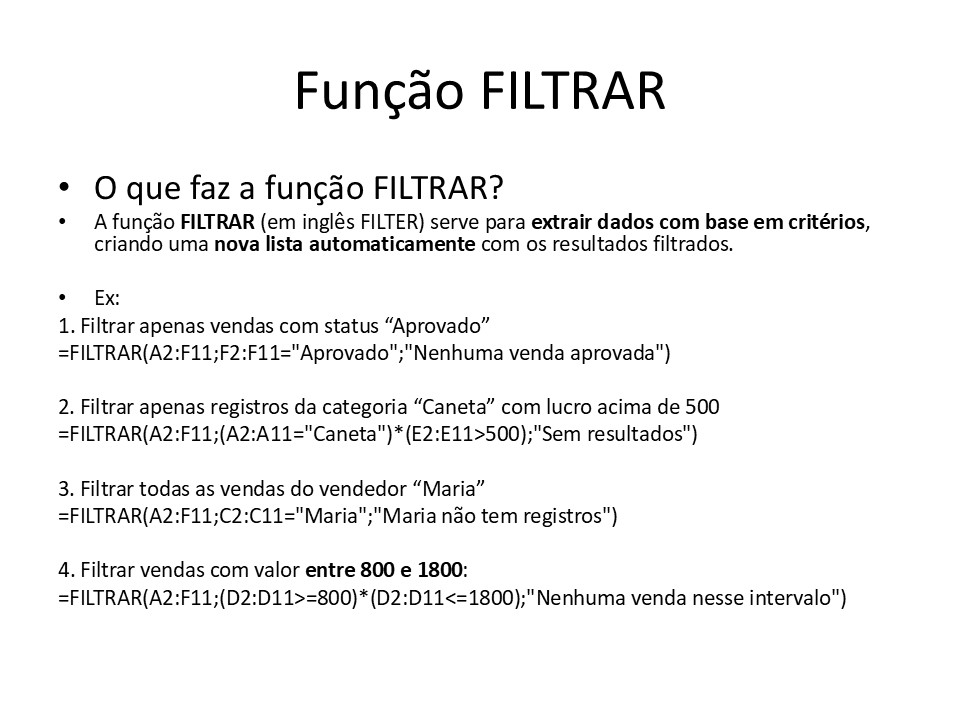 Função FILTRAR
• O que faz a função FILTRAR?
• A função FILTRAR (em inglês FILTER) serve para extrair dados com base em critérios,
criando uma nova lista automaticamente com os resultados filtrados.
• Ex:
1. Filtrar apenas vendas com status “Aprovado”
=FILTRAR(A2:F11;F2:F11="Aprovado";"Nenhuma venda aprovada")
2. Filtrar apenas registros da categoria “Caneta” com lucro acima de 500
=FILTRAR(A2:F11;(A2:A11="Caneta")*(E2:E11>500);"Sem resultados")
3. Filtrar todas as vendas do vendedor “Maria”
=FILTRAR(A2:F11;C2:C11="Maria";"Maria não tem registros")
4. Filtrar vendas com valor entre 800 e 1800:
=FILTRAR(A2:F11;(D2:D11>=800)*(D2:D11<=1800);"Nenhuma venda nesse intervalo")